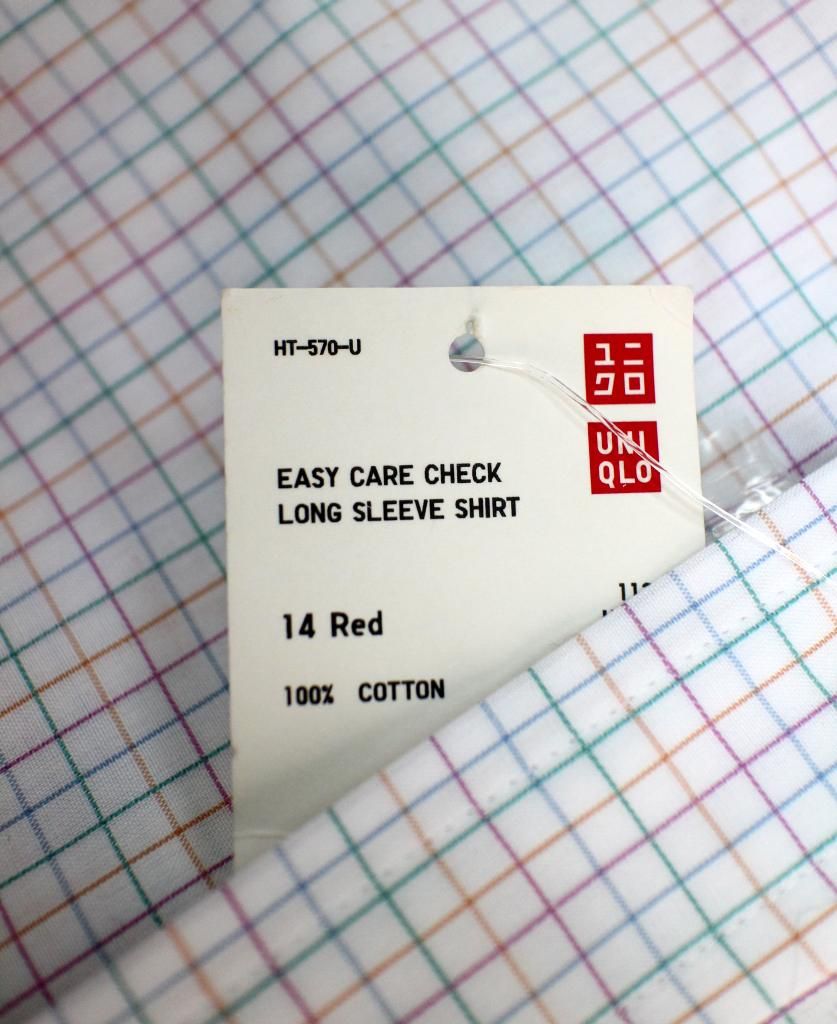 HT-570-U
ユニ
クロ
UNI
QLO
EASY CARE CHECK
LONG SLEEVE SHIRT
14 Red
100% COTTON